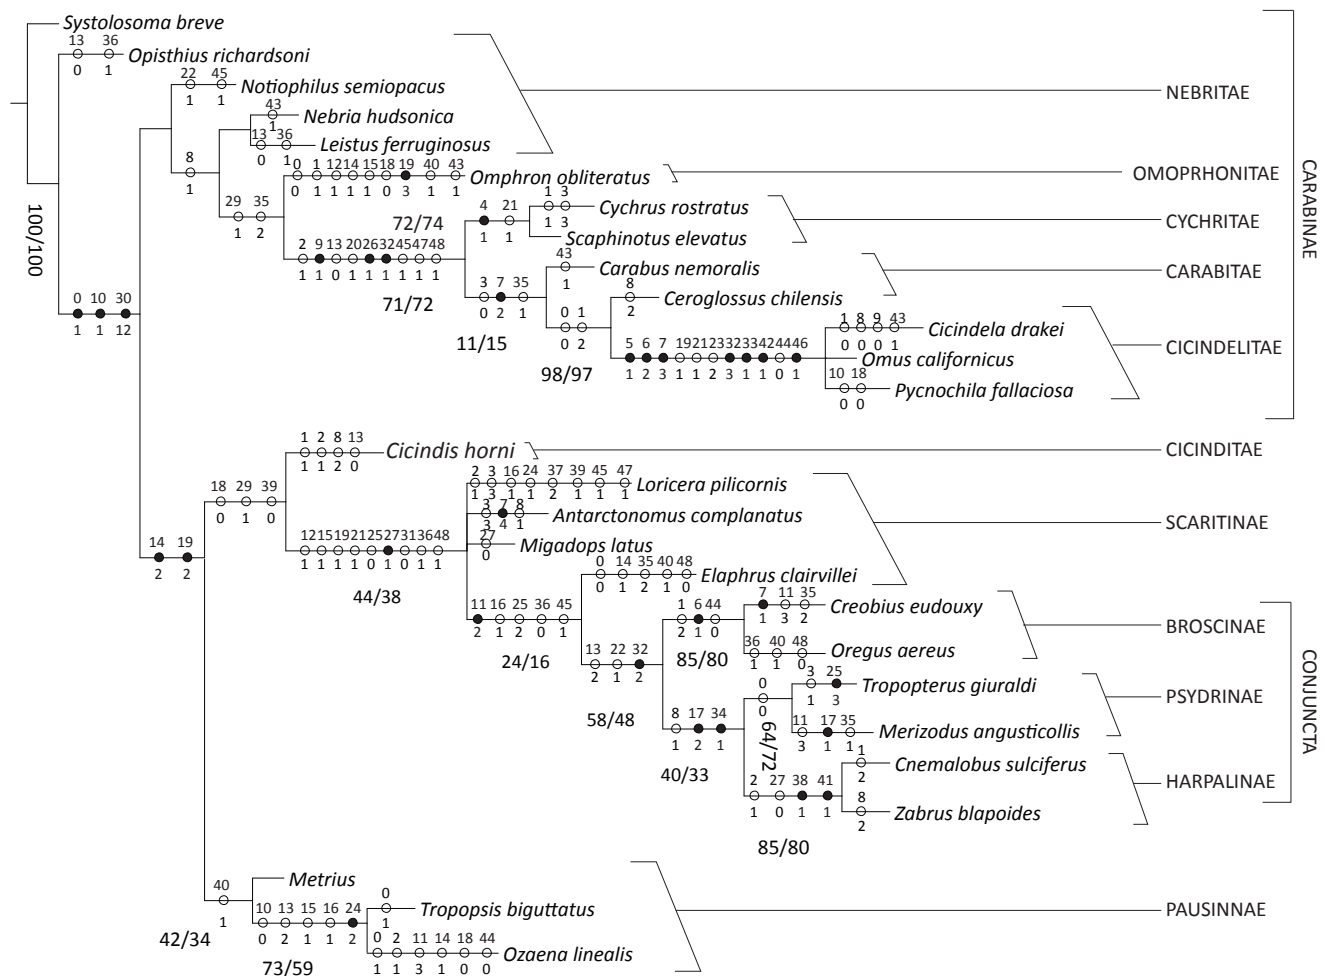 Systolosoma breve
13 36
Opisthius richardsoni
0 1
22 45
Notiophilus semiopacus
1 1
NEBRITAE
43
Nebria hudsonica
1
13 36
Leistus ferruginosus
0 1
8
1
0 1 12 14 15 18 19 40 43
Omphron obliteratus
0 1 1 1 1 0 3 1 1
OMOPRHONITAE
29 35
1 2
72/74
4 21
1 1
1 3
Cychrus rostratus
1 3
CYCHRITAE
Scaphinotus elevatus
100/100
2 9 13 20 26 32 45 47 48
1 1 0 1 1 1 1 1 1
71/72
43
Carabus nemoralis
1
CARABITAE
CARABINAE
3 7 35
0 2 1
11/15
8
Ceroglossus chilensis
2
0 10 30
1 1 12
0 1
0 2
98/97
1 8 9 43
Cicindela drakei
0 0 0 1
CICINDELITAE
5 6 7 19 21 23 32 33 42 44 46
1 2 3 1 1 2 3 1 1 0 1
Omus californicus
10 18
Pycnochila fallaciosa
0 0
1 2 8 13
Cicindis horni
1 1 2 0
CICINDITAE
18 29 39
0 1 0
2 3 16 24 37 39 45 47
Loricera pilicornis
1 3 1 1 2 1 1 1
3 7 8
Antarctonomus complanatus
3 4 1
SCARITINAE
14 19
2 2
12 15 19 21 25 27 31 36 48
1 1 1 1 0 1 0 1 1
44/38
27
Migadops latus
0
0 14 35 40 48
Elaphrus clairvillei
0 1 2 1 0
11 16 25 36 45
2 1 2 0 1
24/16
1 6 44
2 1 0
85/80
7 11 35
Creobius eudouxy
1 3 2
BROSCINAE
36 40 48
Oregus aereus
1 1 0
13 22 32
2 1 2
58/48
3 25
Tropopterus giuraldi
1 3
PSYDRINAE
CONJUNCTA
0
0
64/72
8 17 34
1 2 1
40/33
11 17 35
Merizodus angusticollis
3 1 1
1
Cnemalobus sulciferus
2
HARPALINAE
2 27 38 41
1 0 1 1
85/80
8
Zabrus blapoides
2
40
1
42/34
Metrius
10 13 15 16 24
0 2 1 1 2
73/59
0
Tropopsis biguttatus
1
PAUSINNAE
0 2 11 14 18 44
Ozaena linealis
1 1 3 1 0 0